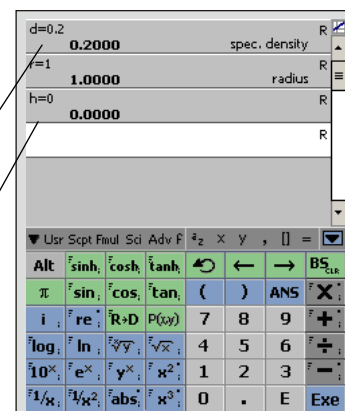 d=0.2 R
0.2000 spec. density
r=1 R
1.0000 radius
h=0 R
0.0000
R
▼ Usr Scpt Fmul Sci Adv F ª z X Y , [] =
Alt sinh cosh tanh ← → BS CLR
π sin cos tan ( ) ANS X
i re R▸D P(x,y) 7 8 9 +
log ln ˣ√y √x 4 5 6 ÷
10ˣ eˣ yˣ x² 1 2 3 −
1/x 1/x² abs x³ 0 . E Exe